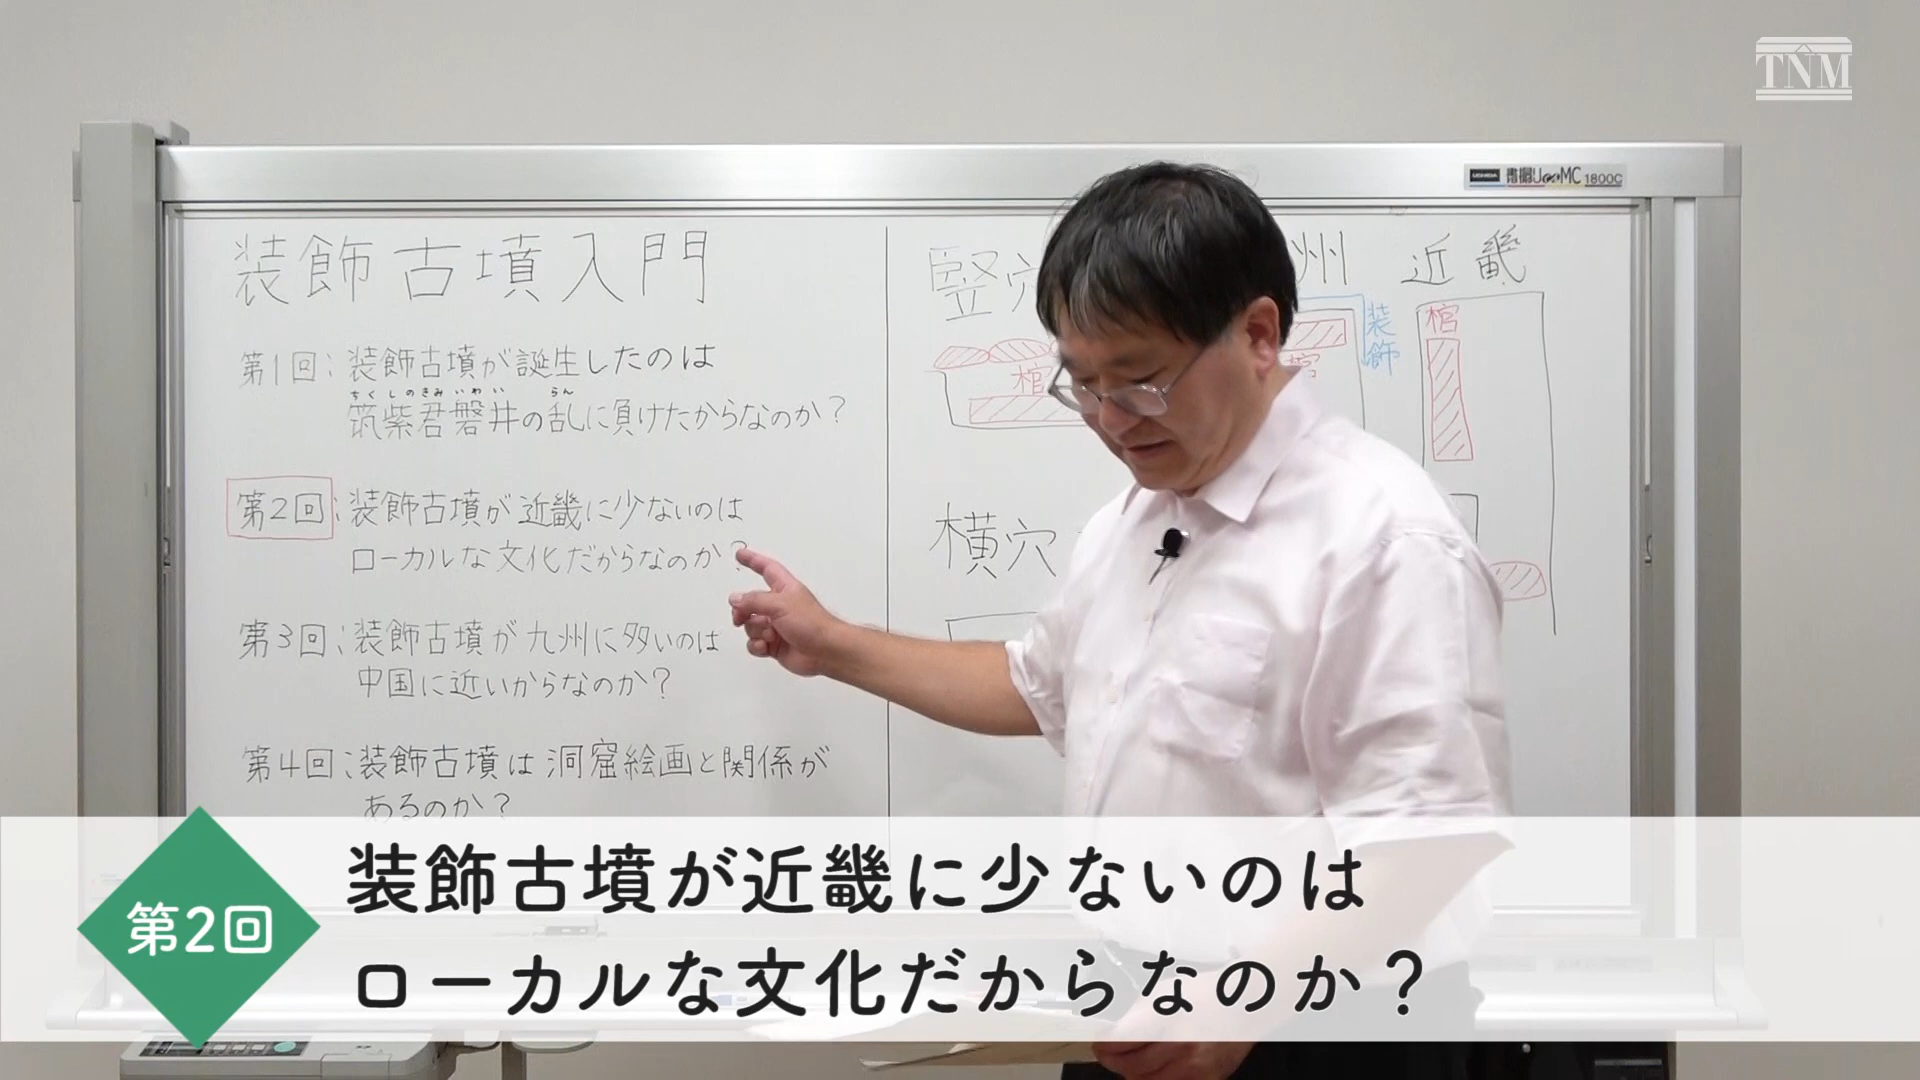 TNM
UCHIDA 書撮りくんMC 1800C
装飾古墳入門
第1回:装飾古墳が誕生したのは
ちくしのきみいわい らん
筑紫君磐井の乱に負けたからなのか?
第2回:装飾古墳が近畿に少ないのは
ローカルな文化だからなのか?
第3回:装飾古墳が九州に多いのは
中国に近いからなのか?
第4回:装飾古墳は洞窟絵画と関係が
あるのか?
竪穴
棺
州
装飾
棺
近畿
棺
横穴
第2回
装飾古墳が近畿に少ないのは
ローカルな文化だからなのか?